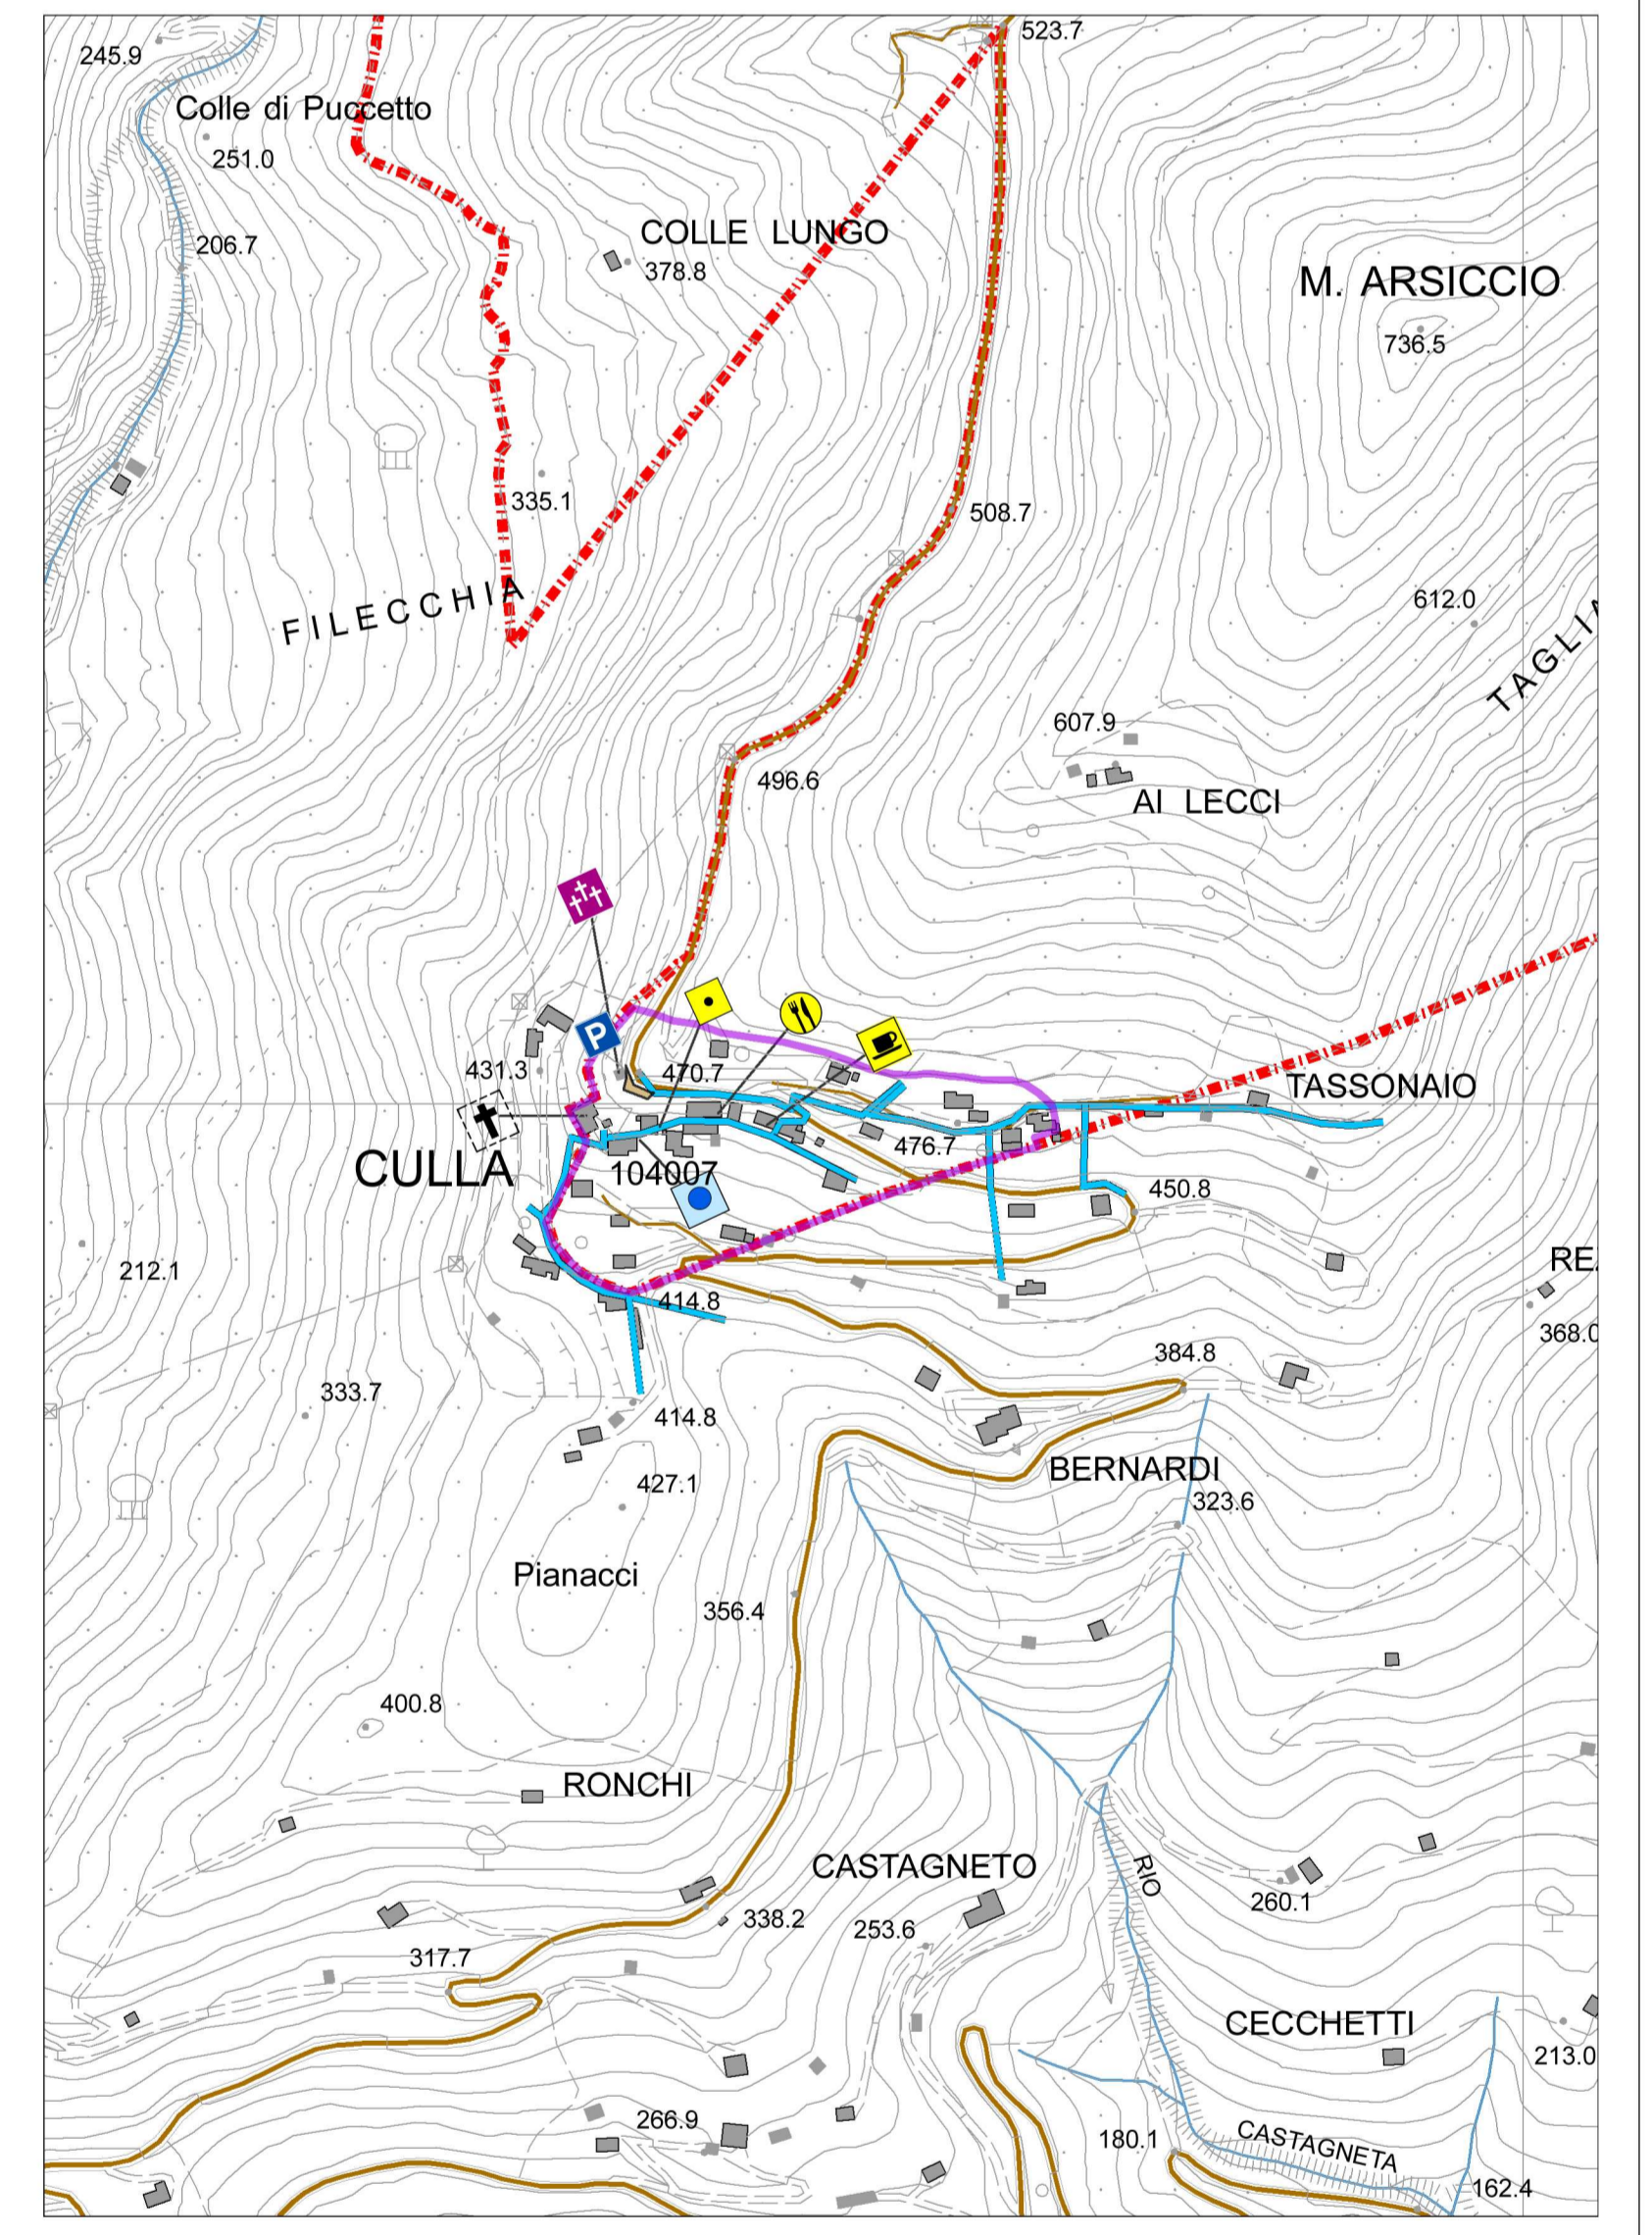 523.7
245.9
Colle di Puccetto
251.0
206.7
COLLE LUNGO
378.8
M. ARSICCIO
736.5
335.1
508.7
FILECCHIA
612.0
TAGLIA
607.9
496.6
AI LECCI
P
431.3
470.7
TASSONAIO
476.7
CULLA
104007
450.8
212.1
RE
414.8
368.0
384.8
333.7
414.8
BERNARDI
427.1
323.6
Pianacci
356.4
400.8
RONCHI
CASTAGNETO
RIO
260.1
338.2
253.6
317.7
CECCHETTI
213.0
266.9
180.1
CASTAGNETA
162.4